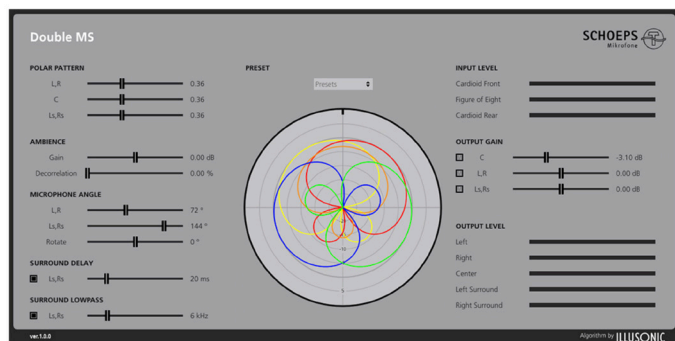 Double MS
SCHOEPS
Mikrofone
POLAR PATTERN
L,R 0.36
C 0.36
Ls,Rs 0.36
AMBIENCE
Gain 0.00 dB
Decorrelation 0.00 %
MICROPHONE ANGLE
L,R 72 °
Ls,Rs 144 °
Rotate 0 °
SURROUND DELAY
Ls,Rs 20 ms
SURROUND LOWPASS
Ls,Rs 6 kHz
PRESET
Presets
-10
-5
INPUT LEVEL
Cardioid Front
Figure of Eight
Cardioid Rear
OUTPUT GAIN
C -3.10 dB
L,R 0.00 dB
Ls,Rs 0.00 dB
OUTPUT LEVEL
Left
Right
Center
Left Surround
Right Surround
ver.1.0.0
Algorithm by ILLUSONIC